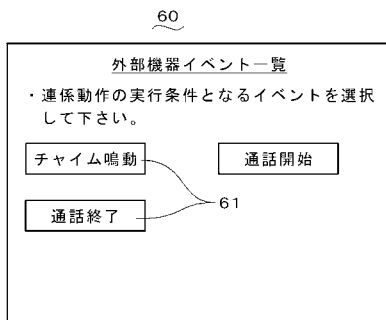 60
外部機器イベント一覧
・連係動作の実行条件となるイベントを選択
して下さい。
チャイム鳴動
通話開始
通話終了
61